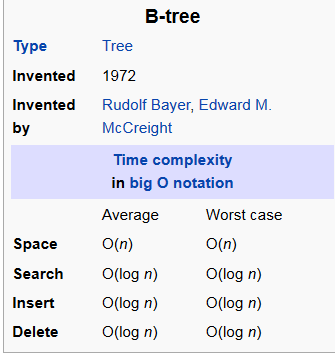 B-tree
Type Tree
Invented 1972
Invented Rudolf Bayer, Edward M.
by McCreight
Time complexity
in big O notation
Average Worst case
Space O(n) O(n)
Search O(log n) O(log n)
Insert O(log n) O(log n)
Delete O(log n) O(log n)